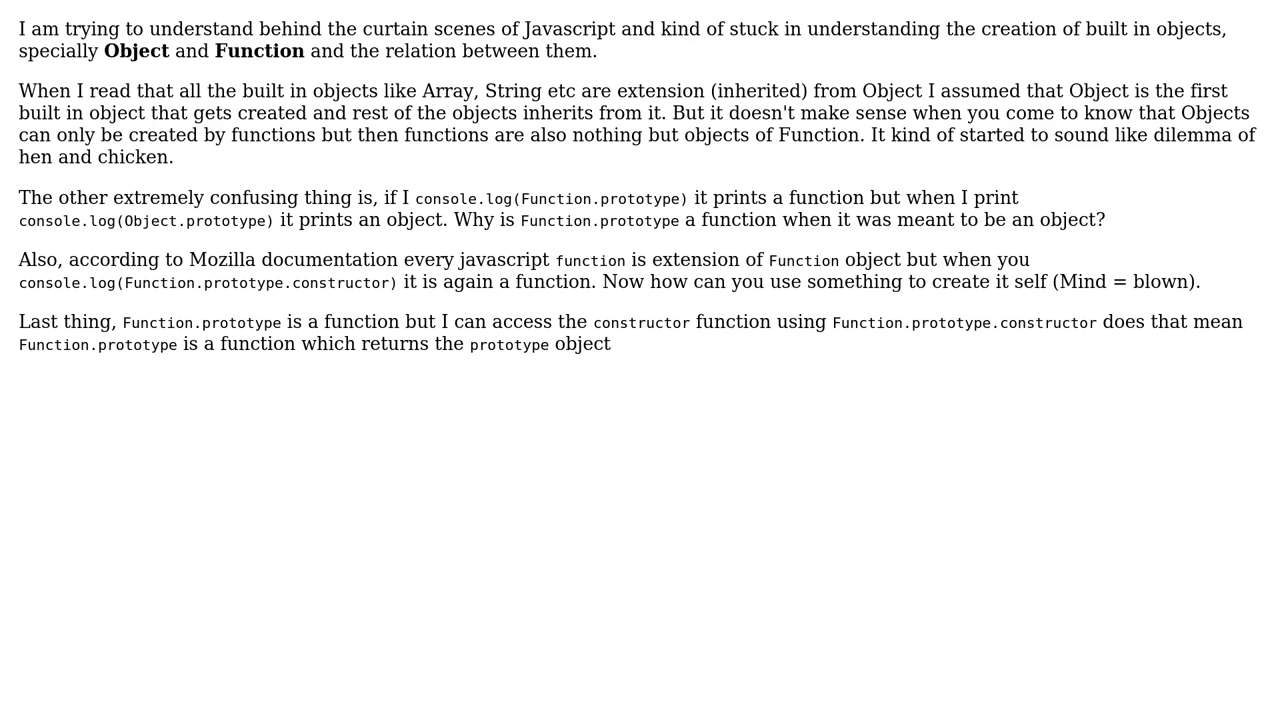 I am trying to understand behind the curtain scenes of Javascript and kind of stuck in understanding the creation of built in objects,
specially Object and Function and the relation between them.
When I read that all the built in objects like Array, String etc are extension (inherited) from Object I assumed that Object is the first
built in object that gets created and rest of the objects inherits from it. But it doesn't make sense when you come to know that Objects
can only be created by functions but then functions are also nothing but objects of Function. It kind of started to sound like dilemma of
hen and chicken.
The other extremely confusing thing is, if I console.log(Function.prototype) it prints a function but when I print
console.log(Object.prototype) it prints an object. Why is Function.prototype a function when it was meant to be an object?
Also, according to Mozilla documentation every javascript function is extension of Function object but when you
console.log(Function.prototype.constructor) it is again a function. Now how can you use something to create it self (Mind = blown).
Last thing, Function.prototype is a function but I can access the constructor function using Function.prototype.constructor does that mean
Function.prototype is a function which returns the prototype object